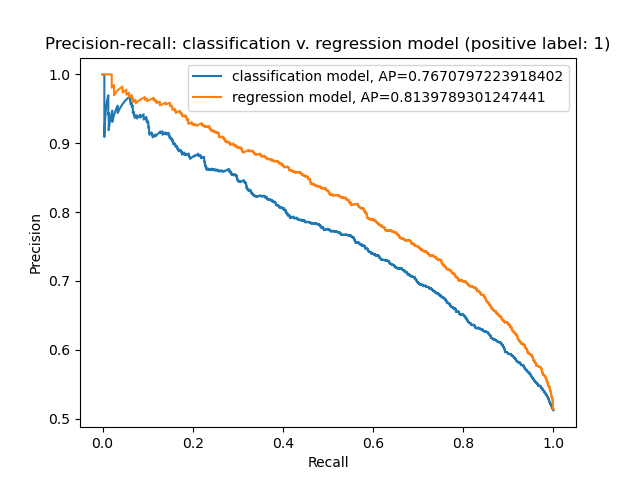 Precision-recall: classification v. regression model (positive label: 1)
classification model, AP=0.7670797223918402
regression model, AP=0.8139789301247441
1.0
0.9
0.8
0.7
0.6
0.5
Precision
0.0 0.2 0.4 0.6 0.8 1.0
Recall